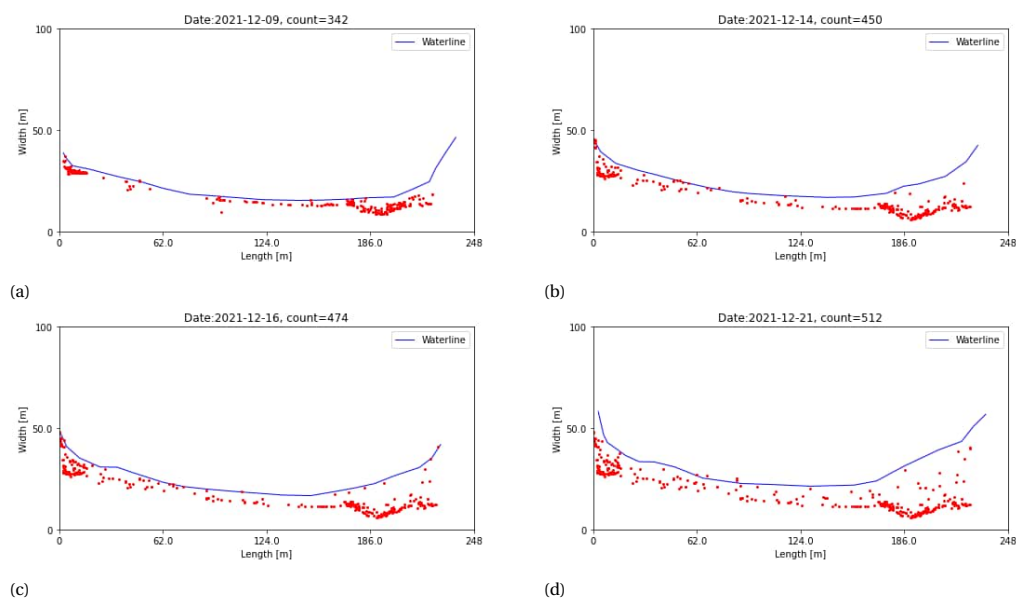 Date:2021-12-09, count=342
100
50.0
0
Width [m]
Waterline
0 62.0 124.0 186.0 248
Length [m]
(a)
Date:2021-12-14, count=450
100
50.0
0
Width [m]
Waterline
0 62.0 124.0 186.0 248
Length [m]
(b)
Date:2021-12-16, count=474
100
50.0
0
Width [m]
Waterline
0 62.0 124.0 186.0 248
Length [m]
(c)
Date:2021-12-21, count=512
100
50.0
0
Width [m]
Waterline
0 62.0 124.0 186.0 248
Length [m]
(d)